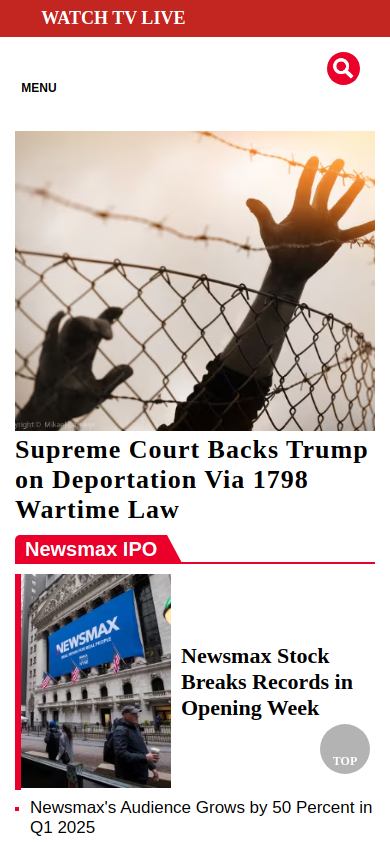 WATCH TV LIVE
MENU
Supreme Court Backs Trump
on Deportation Via 1798
Wartime Law
Newsmax IPO
NEWSMAX
Newsmax Stock
Breaks Records in
Opening Week
TOP
Newsmax's Audience Grows by 50 Percent in
Q1 2025